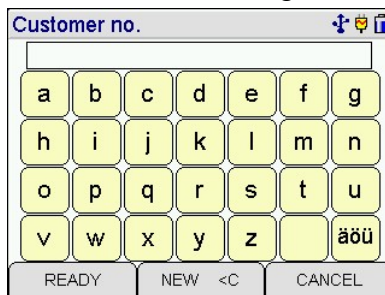 Customer no.
a b c d e f g
h i j k l m n
o p q r s t u
v w x y z äöü
READY NEW <C CANCEL